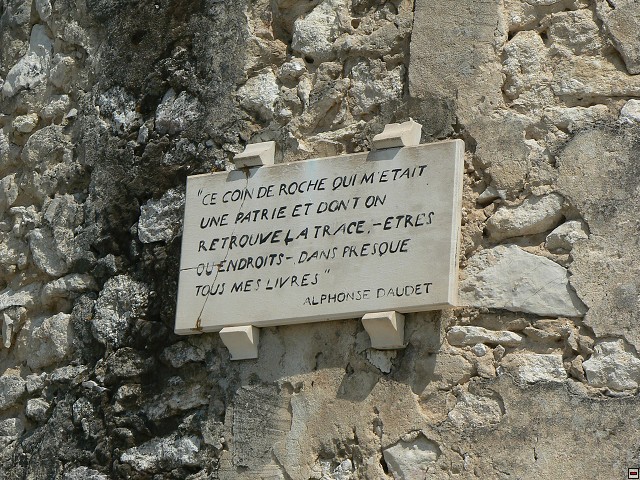 "CE COIN DE ROCHE QUI M'ETAIT
UNE PATRIE ET DONT ON
RETROUVE LA TRACE,-ETRES
OU ENDROITS-DANS PRESQUE
TOUS MES LIVRES"
ALPHONSE DAUDET